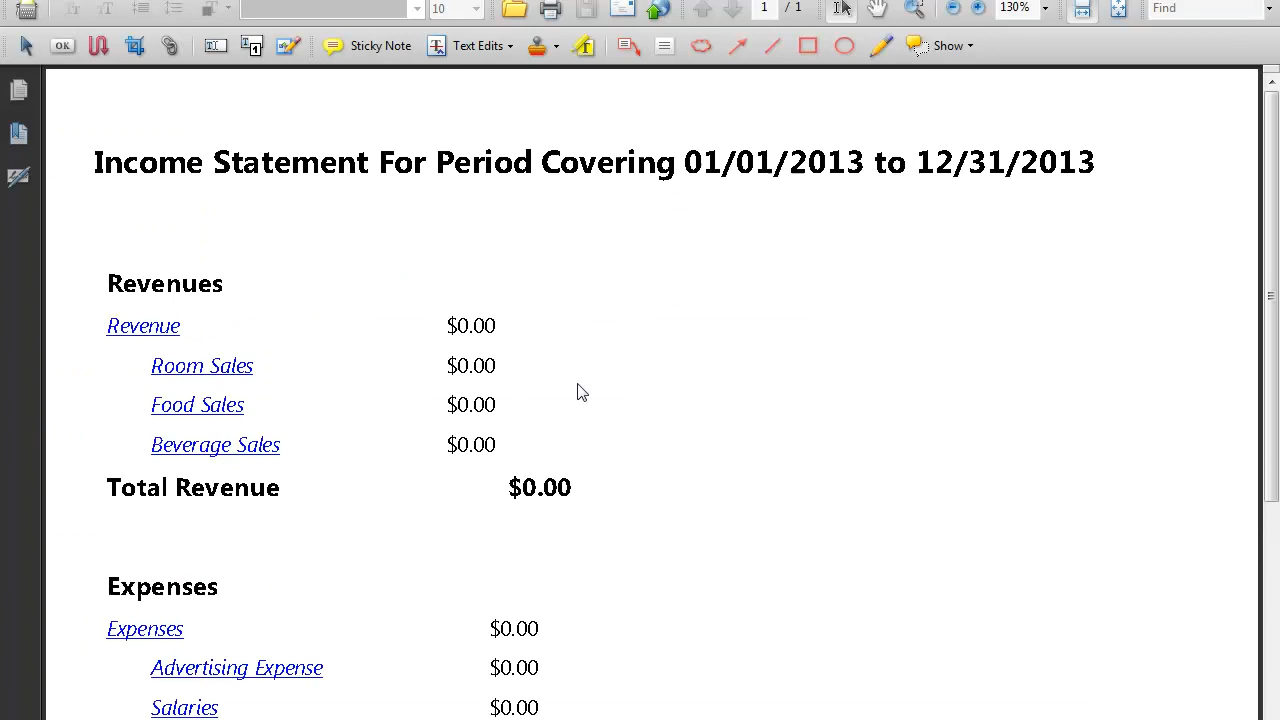 10 1 / 1 130% Find
OK Sticky Note Text Edits Show
Income Statement For Period Covering 01/01/2013 to 12/31/2013
Revenues
Revenue $0.00
Room Sales $0.00
Food Sales $0.00
Beverage Sales $0.00
Total Revenue $0.00
Expenses
Expenses $0.00
Advertising Expense $0.00
Salaries $0.00